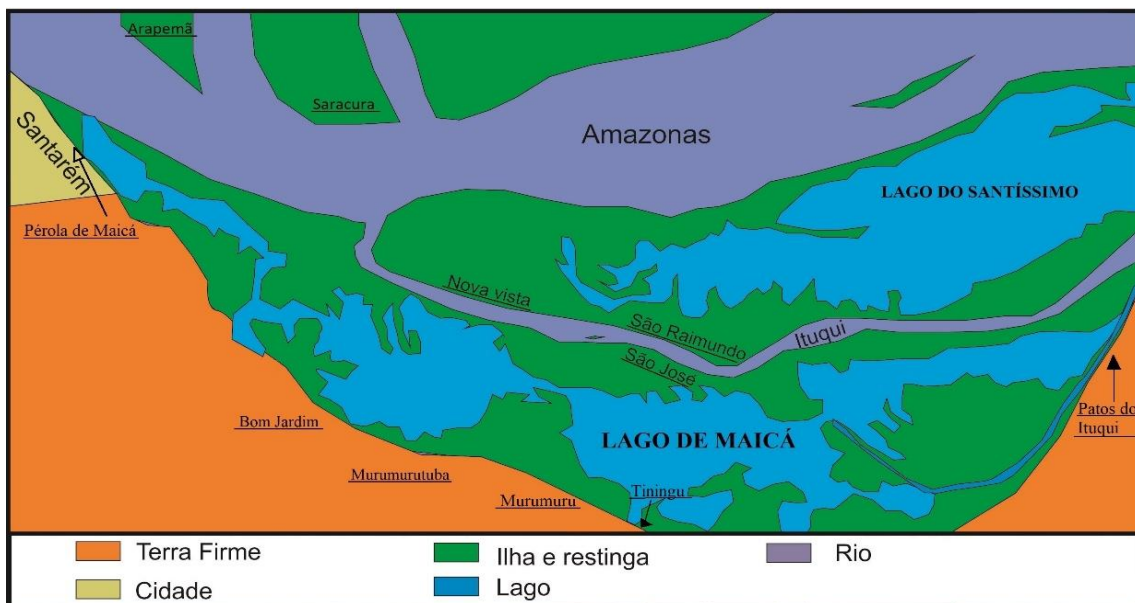 Arapemã
Saracura
Santarém
Amazonas
LAGO DO SANTÍSSIMO
Pérola de Maicá
Nova vista
São Raimundo
Ituqui
São José
Bom Jardim
LAGO DE MAICÁ
Patos do
Ituqui
Murumurutuba
Murumuru
Tiningu
Terra Firme
Ilha e restinga
Rio
Cidade
Lago